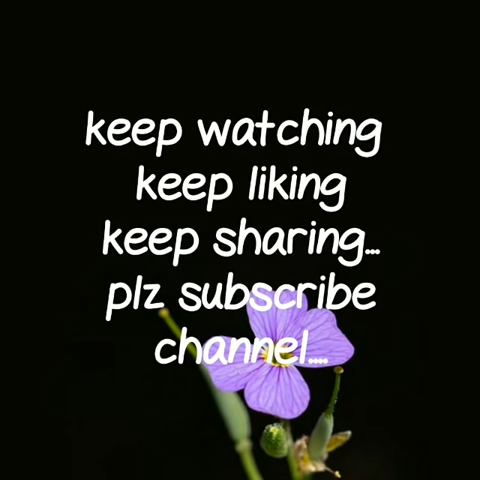 keep watching
keep liking
keep sharing...
plz subscribe
channel....